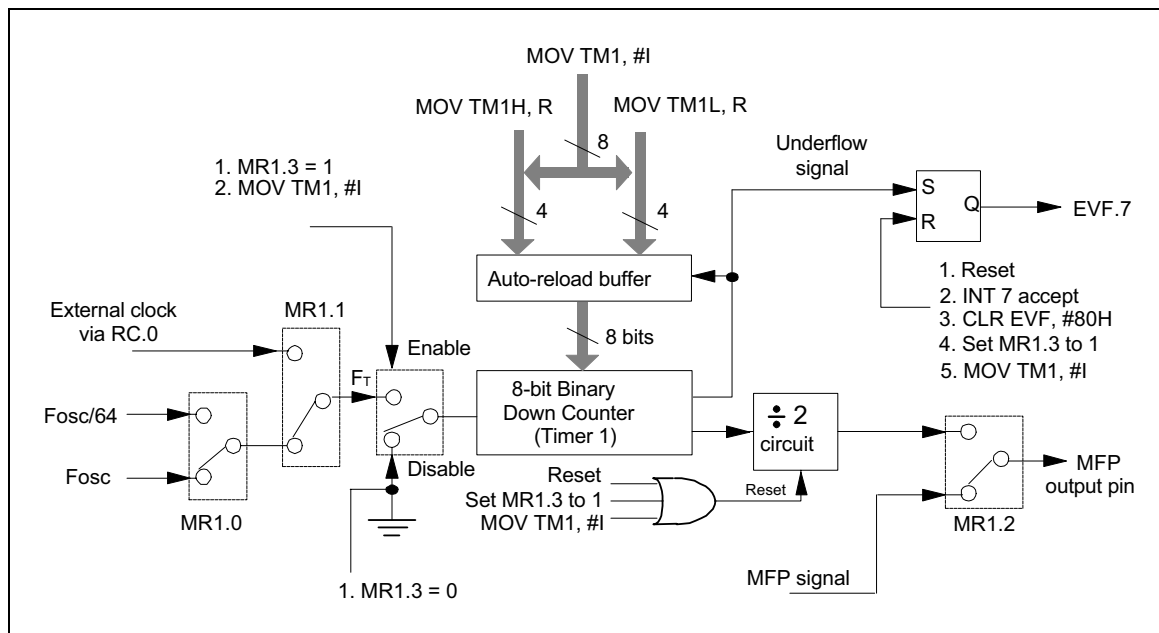 MOV TM1, #I
MOV TM1H, R
MOV TM1L, R
8
4
4
Underflow
signal
S
Q
R
EVF.7
1. MR1.3 = 1
2. MOV TM1, #I
Auto-reload buffer
1. Reset
2. INT 7 accept
3. CLR EVF, #80H
4. Set MR1.3 to 1
5. MOV TM1, #I
External clock
via RC.0
MR1.1
Enable
8 bits
FT
Fosc/64
Fosc
MR1.0
Disable
8-bit Binary
Down Counter
(Timer 1)
÷ 2
circuit
MFP
output pin
MR1.2
Reset
Set MR1.3 to 1
MOV TM1, #I
Reset
1. MR1.3 = 0
MFP signal